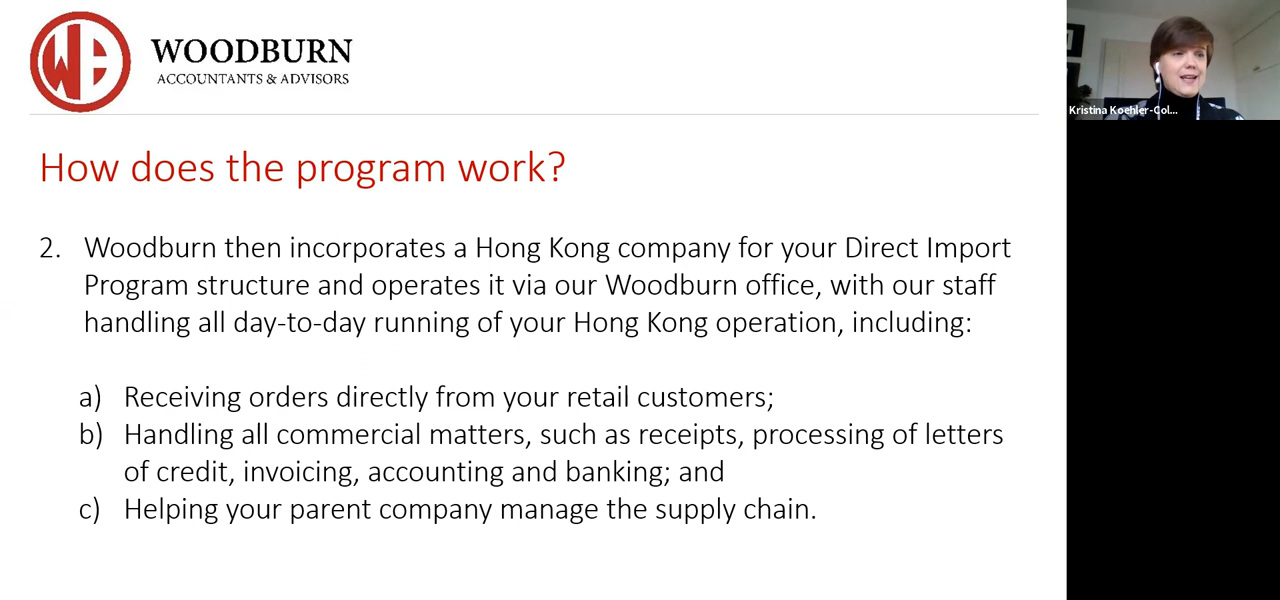 WOODBURN
ACCOUNTANTS & ADVISORS
Kristina Koehler-Col...
How does the program work?
2. Woodburn then incorporates a Hong Kong company for your Direct Import
Program structure and operates it via our Woodburn office, with our staff
handling all day-to-day running of your Hong Kong operation, including:
a) Receiving orders directly from your retail customers;
b) Handling all commercial matters, such as receipts, processing of letters
of credit, invoicing, accounting and banking; and
c) Helping your parent company manage the supply chain.